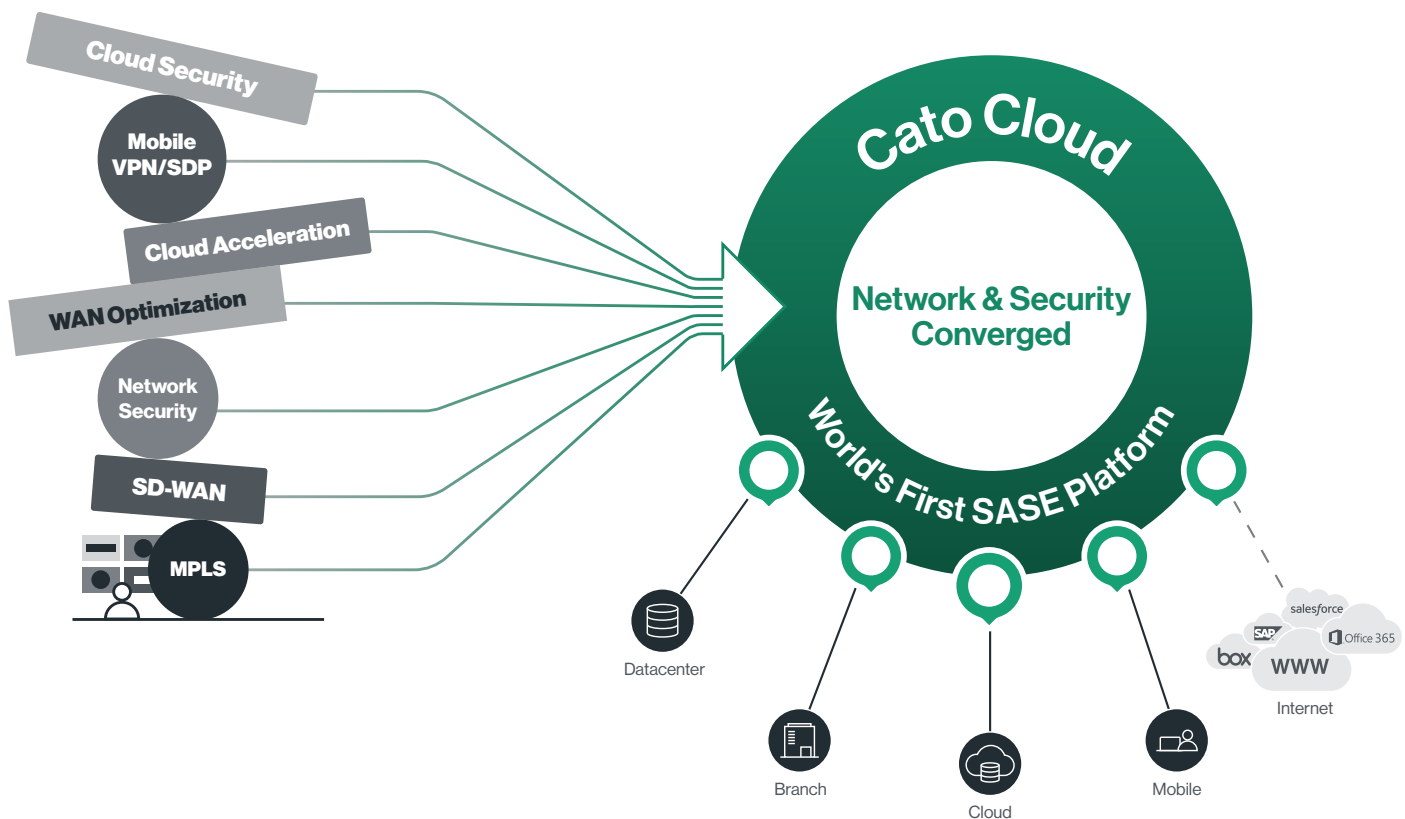 Cloud Security
Mobile
VPN/SDP
Cloud Acceleration
WAN Optimization
Network
Security
SD-WAN
MPLS
Cato Cloud
Network & Security
Converged
World's First SASE Platform
Datacenter
Branch
Cloud
Mobile
salesforce
SAP
Office 365
box
WWW
Internet